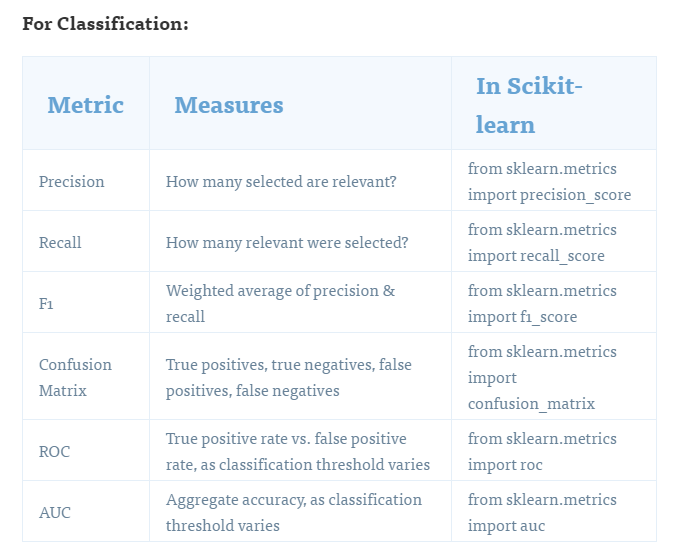 For Classification:
Metric
Measures
In Scikit-
learn
Precision
How many selected are relevant?
from sklearn.metrics
import precision_score
Recall
How many relevant were selected?
from sklearn.metrics
import recall_score
F1
Weighted average of precision &
recall
from sklearn.metrics
import f1_score
Confusion
Matrix
True positives, true negatives, false
positives, false negatives
from sklearn.metrics
import
confusion_matrix
ROC
True positive rate vs. false positive
rate, as classification threshold varies
from sklearn.metrics
import roc
AUC
Aggregate accuracy, as classification
threshold varies
from sklearn.metrics
import auc